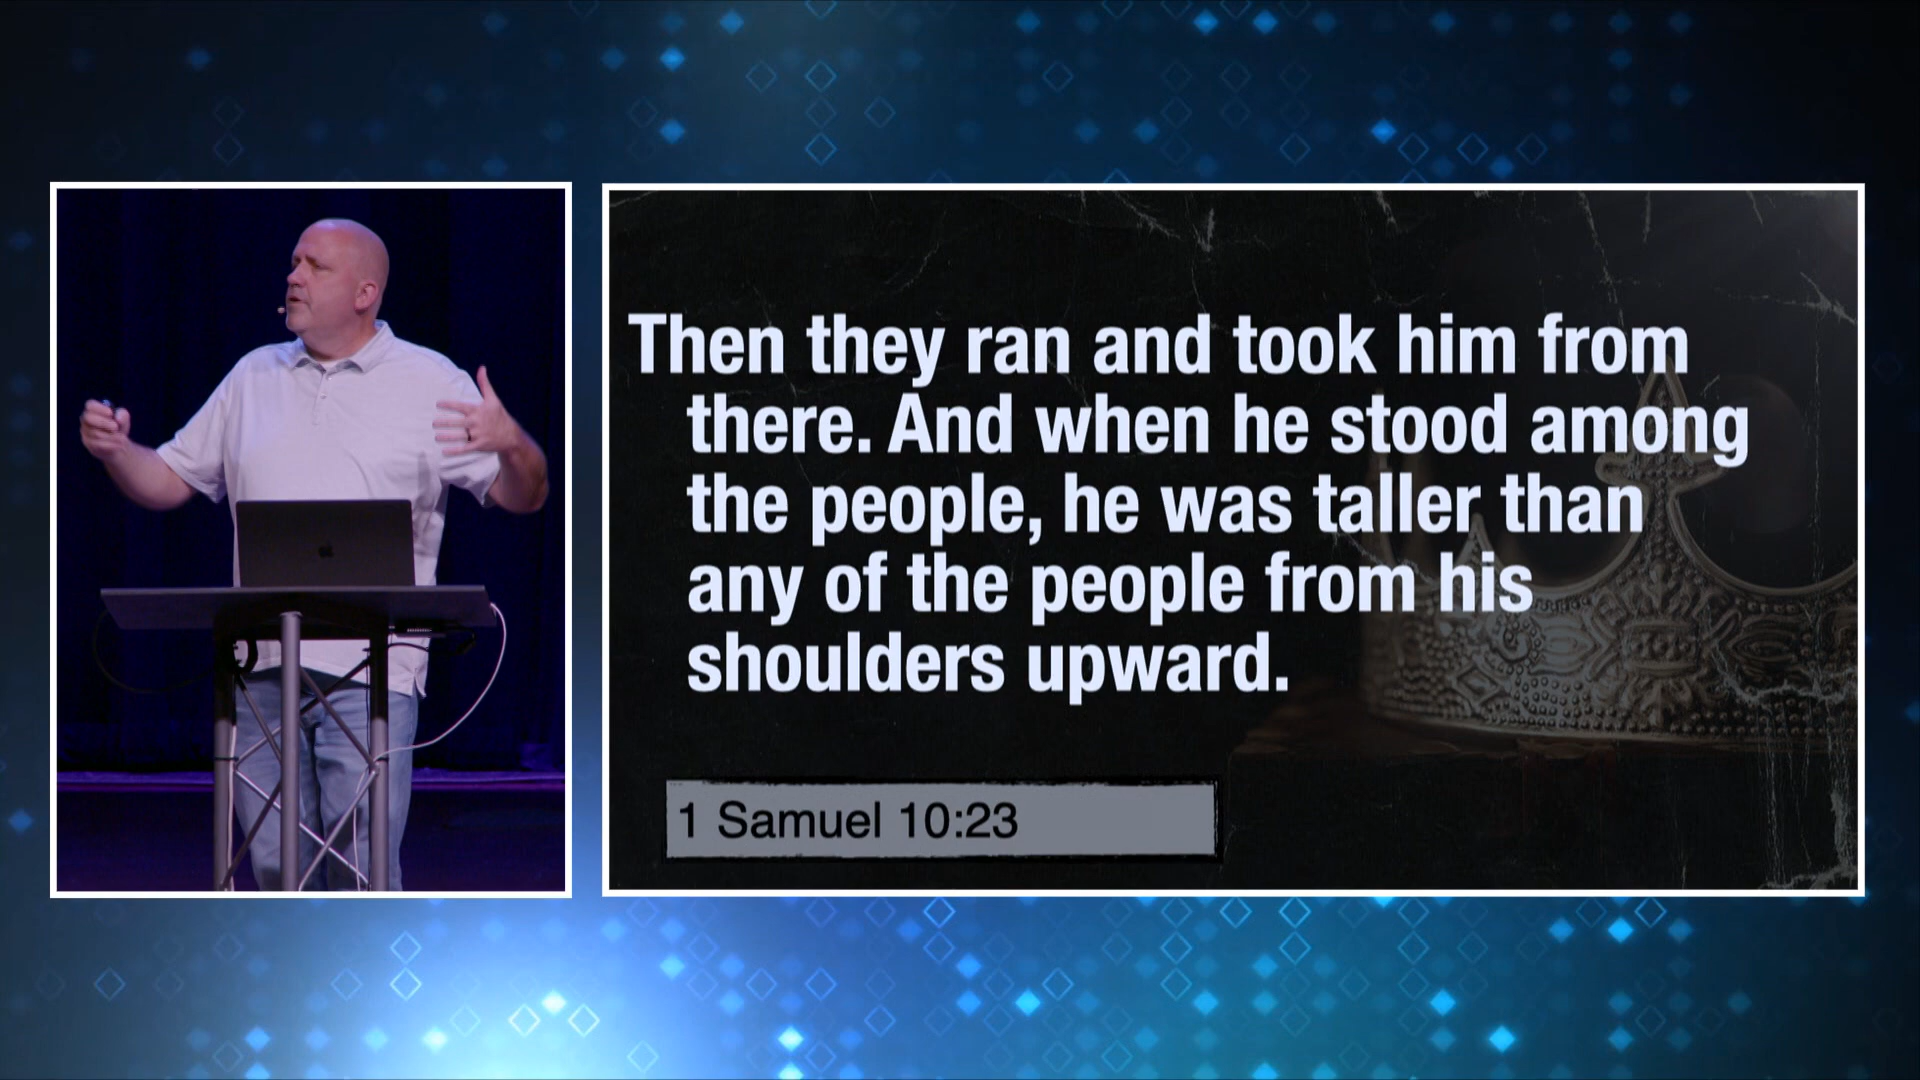 Then they ran and took him from
there. And when he stood among
the people, he was taller than
any of the people from his
shoulders upward.
1 Samuel 10:23